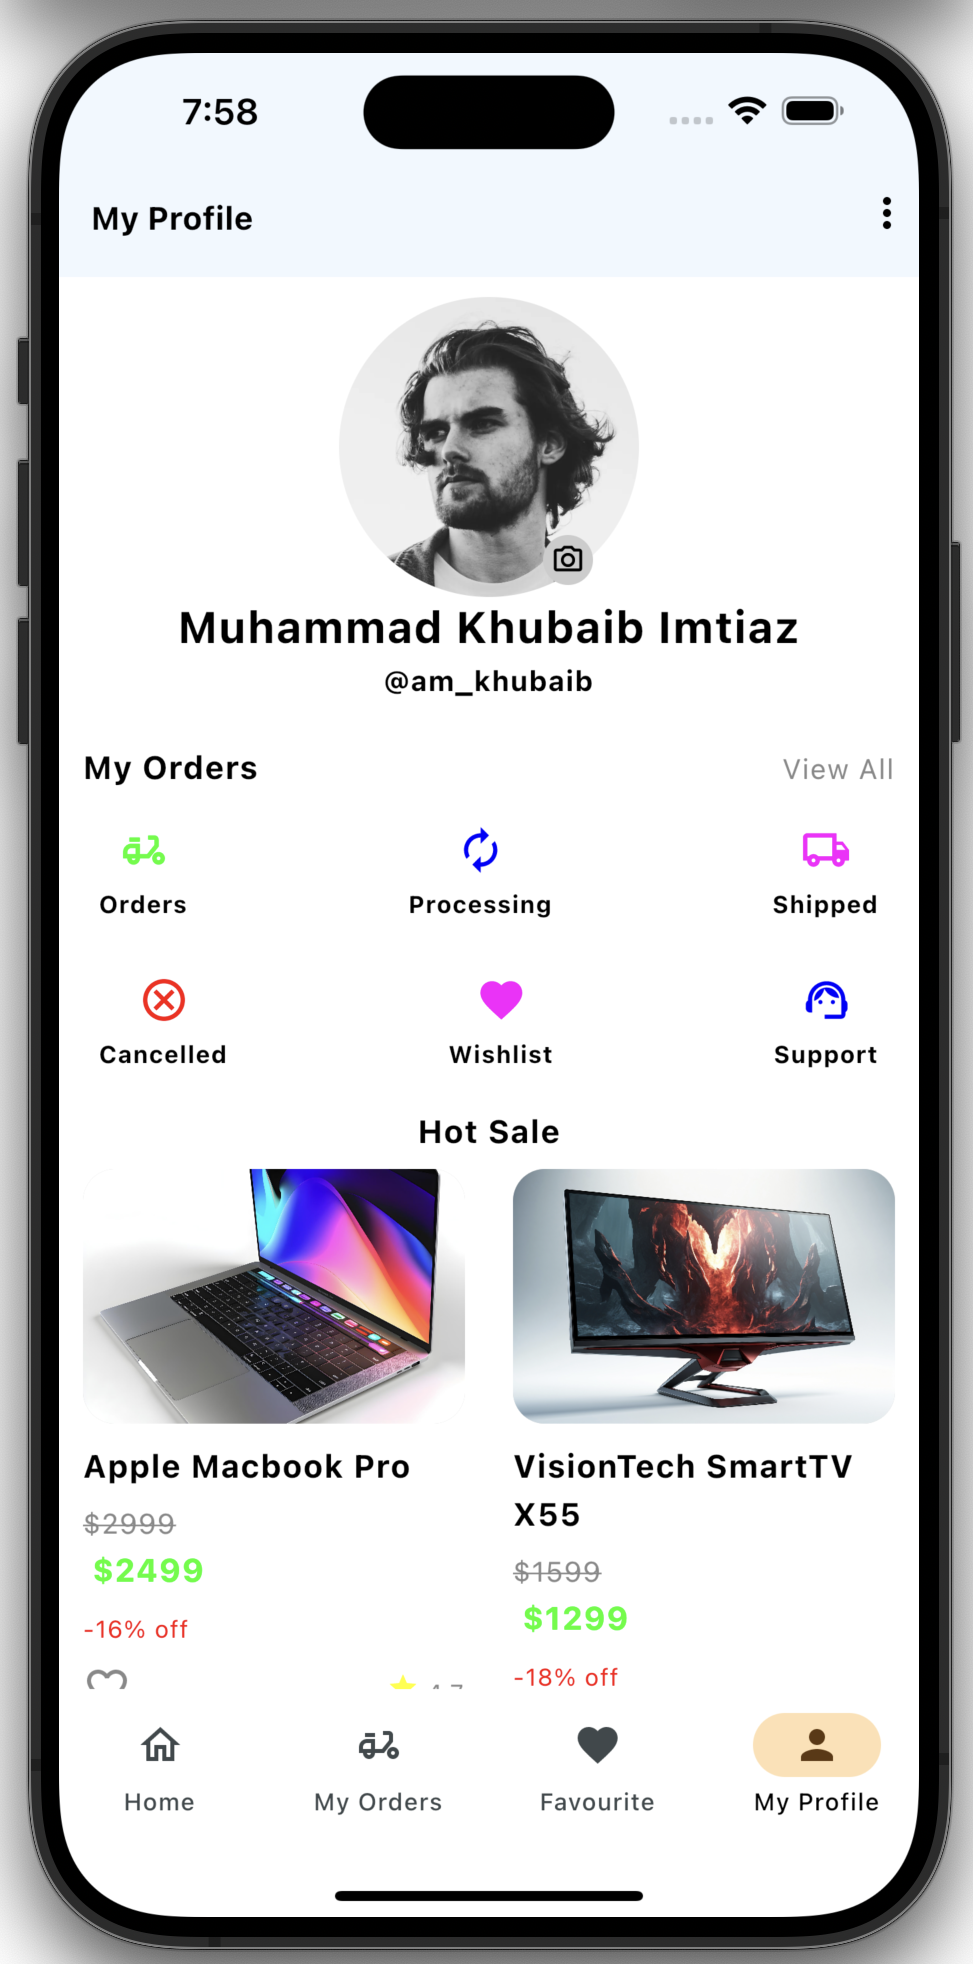 7:58
My Profile
Muhammad Khubaib Imtiaz
@am_khubaib
My Orders
View All
Orders
Processing
Shipped
Cancelled
Wishlist
Support
Hot Sale
Apple Macbook Pro
$2999
$2499
-16% off
VisionTech SmartTV
X55
$1599
$1299
-18% off
Home
My Orders
Favourite
My Profile